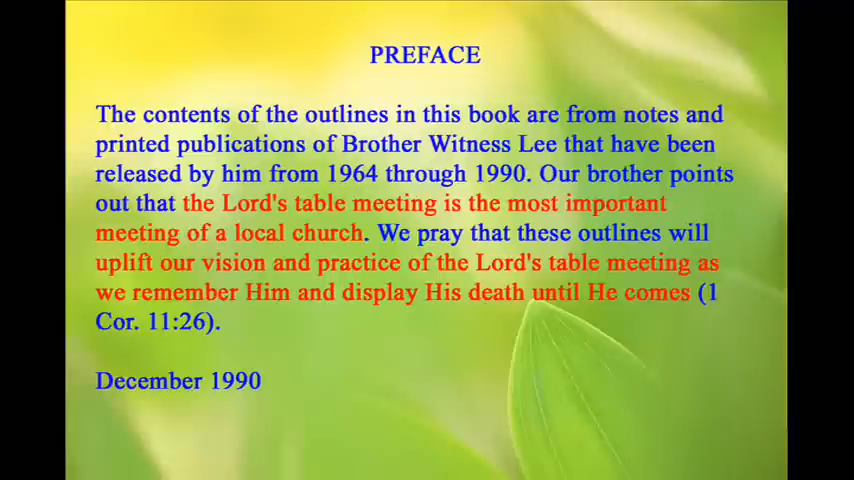 PREFACE
The contents of the outlines in this book are from notes and
printed publications of Brother Witness Lee that have been
released by him from 1964 through 1990. Our brother points
out that the Lord's table meeting is the most important
meeting of a local church. We pray that these outlines will
uplift our vision and practice of the Lord's table meeting as
we remember Him and display His death until He comes (1
Cor. 11:26).
December 1990